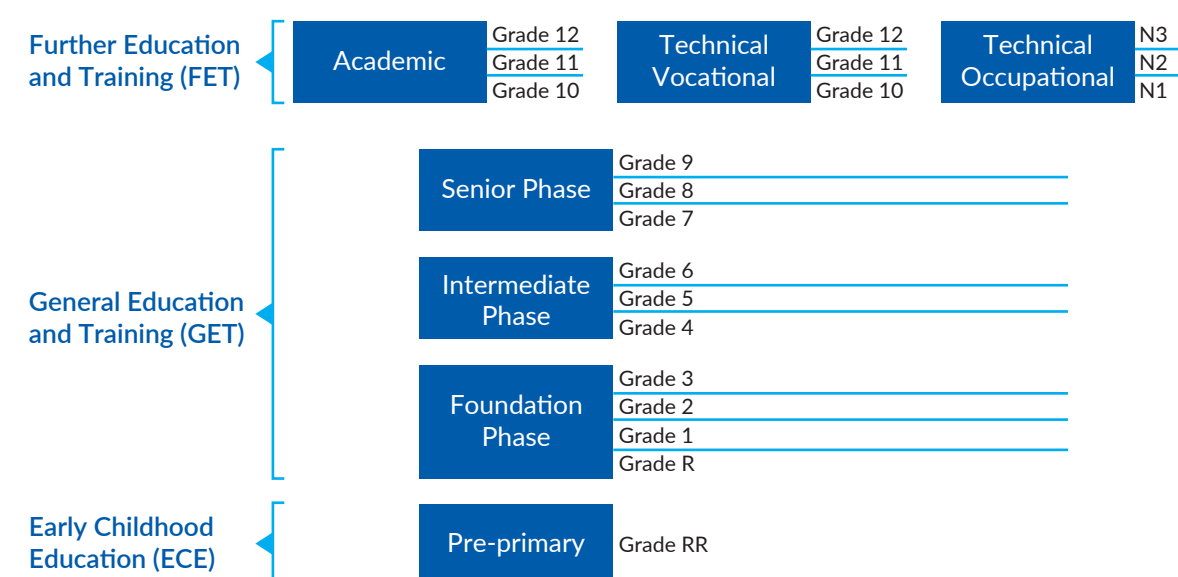 Further Education
and Training (FET)
Academic
Grade 12
Grade 11
Grade 10
Technical
Vocational
Grade 12
Grade 11
Grade 10
Technical
Occupational
N3
N2
N1
General Education
and Training (GET)
Senior Phase
Grade 9
Grade 8
Grade 7
Intermediate
Phase
Grade 6
Grade 5
Grade 4
Foundation
Phase
Grade 3
Grade 2
Grade 1
Grade R
Early Childhood
Education (ECE)
Pre-primary
Grade RR